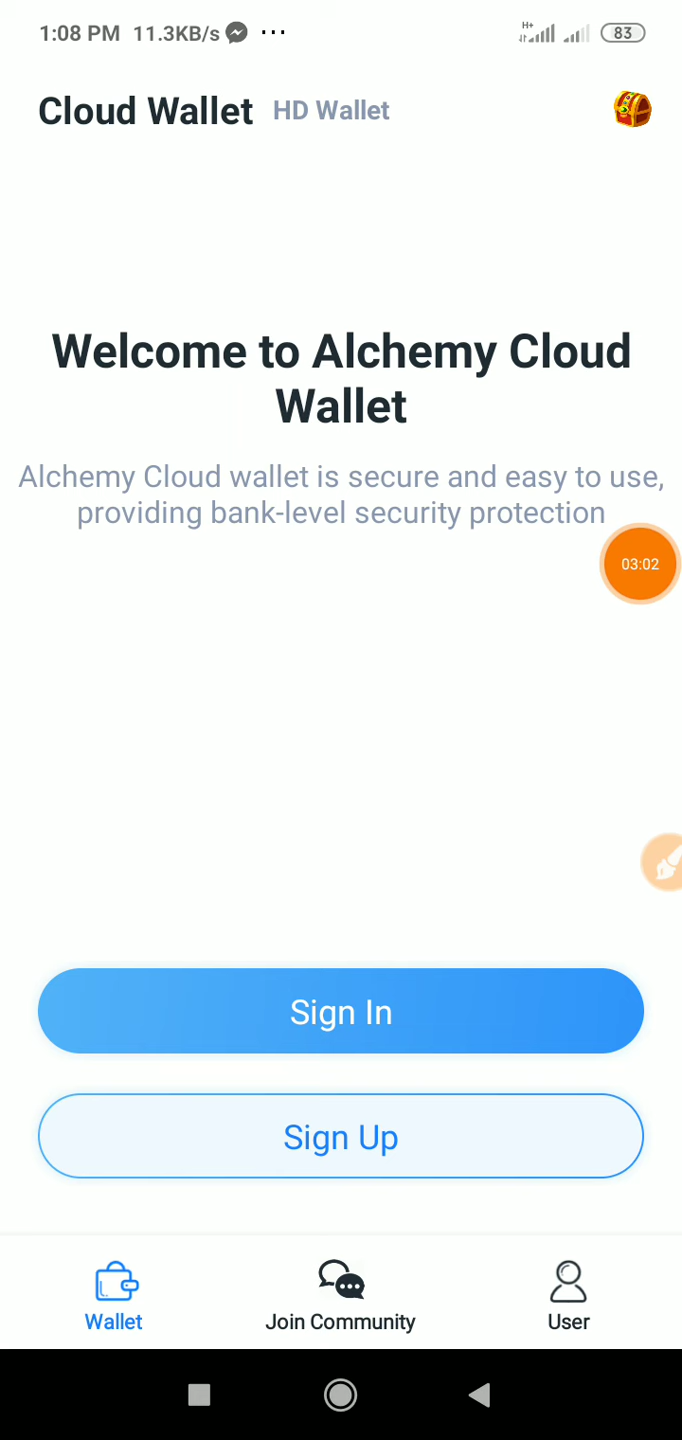 1:08 PM 11.3KB/s ... H+ 83
Cloud Wallet HD Wallet
Welcome to Alchemy Cloud
Wallet
Alchemy Cloud wallet is secure and easy to use,
providing bank-level security protection
03:02
Sign In
Sign Up
Wallet Join Community User